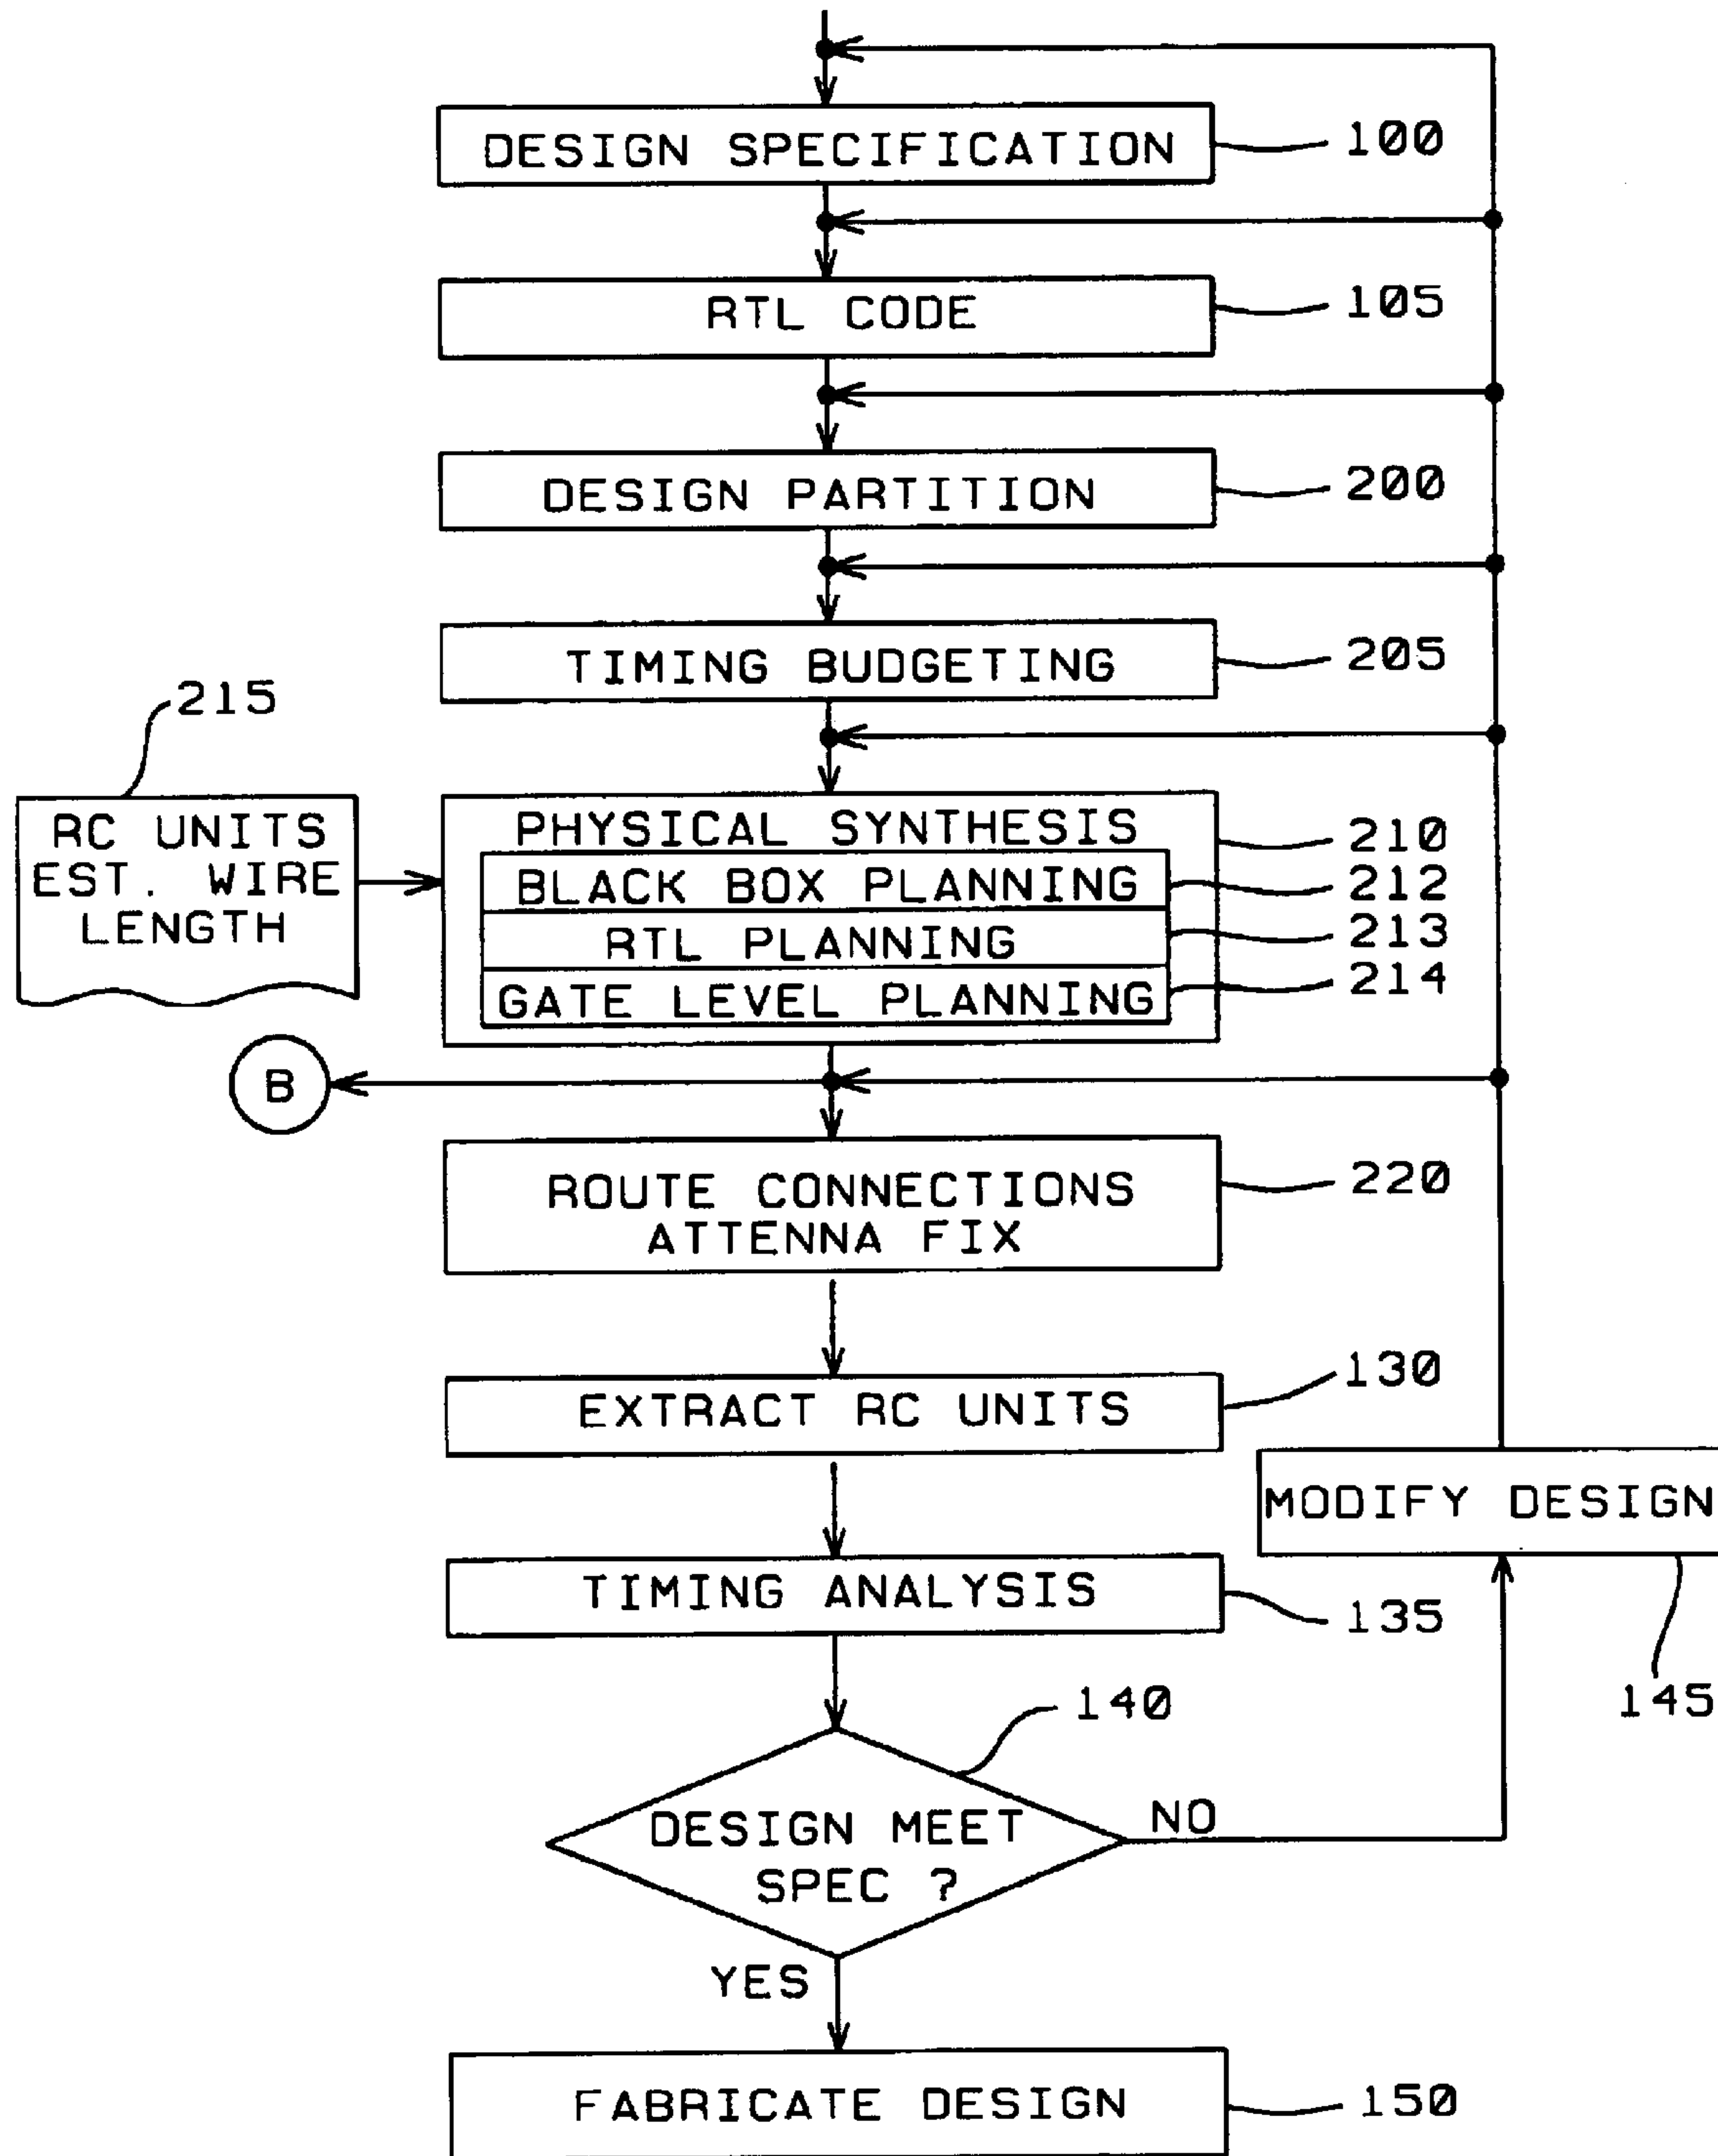 DESIGN SPECIFICATION
100
RTL CODE
105
DESIGN PARTITION
200
TIMING BUDGETING
205
215
RC UNITS
EST. WIRE
LENGTH
PHYSICAL SYNTHESIS
210
BLACK BOX PLANNING
212
RTL PLANNING
213
GATE LEVEL PLANNING
214
B
ROUTE CONNECTIONS
ATTENNA FIX
220
EXTRACT RC UNITS
130
MODIFY DESIGN
145
TIMING ANALYSIS
135
140
DESIGN MEET
SPEC ?
NO
YES
FABRICATE DESIGN
150